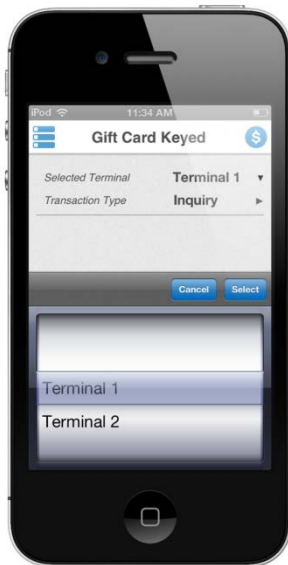 iPod 11:34 AM
Gift Card Keyed $
Selected Terminal Terminal 1
Transaction Type Inquiry
Cancel Select
Terminal 1
Terminal 2